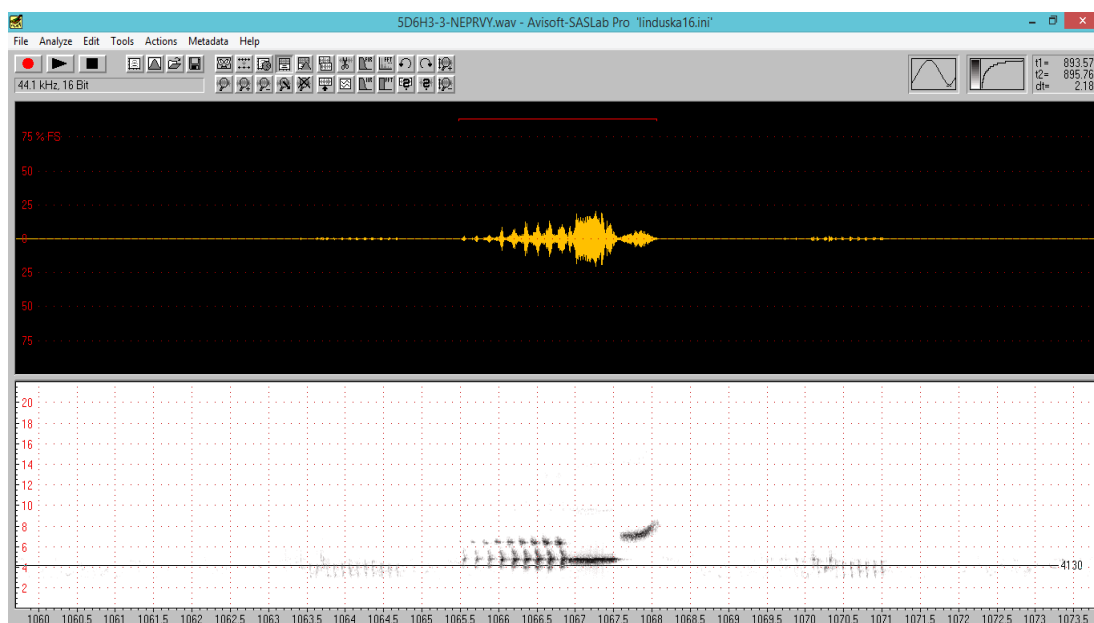 5D6H3-3-NEPRVY.wav - Avisoft-SASLab Pro 'linduska16.ini'
File Analyze Edit Tools Actions Metadata Help
44.1 kHz, 16 Bit
t1= 893.57
t2= 895.76
dt= 2.18
75 % FS
50
25
0
25
50
75
20
18
16
14
12
10
8
6
4
2
4130
1060 1060.5 1061 1061.5 1062 1062.5 1063 1063.5 1064 1064.5 1065 1065.5 1066 1066.5 1067 1067.5 1068 1068.5 1069 1069.5 1070 1070.5 1071 1071.5 1072 1072.5 1073 1073.5